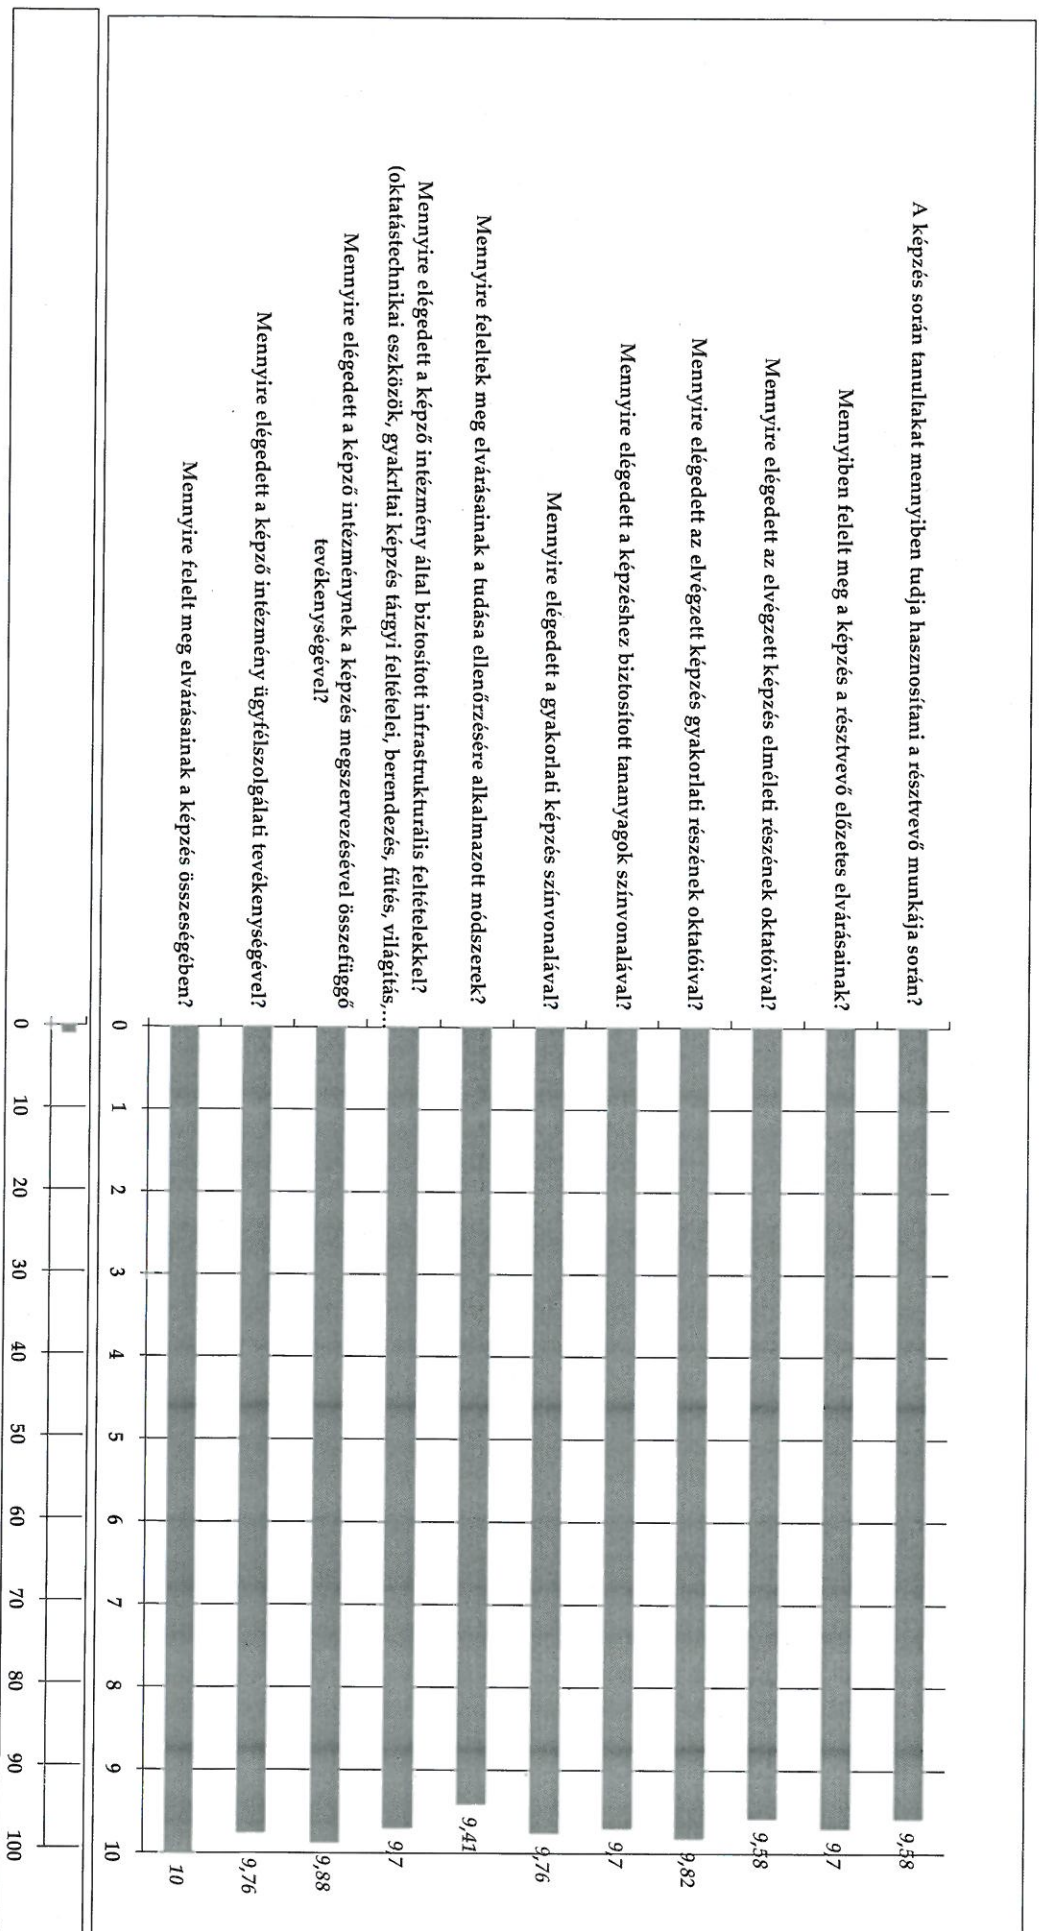 A képzés során tanultakat mennyiben tudja hasznosítani a résztvevő munkája során?
9,58
Mennyiben felelt meg a képzés a résztvevő előzetes elvárásainak?
9,7
Mennyire elégedett az elvégzett képzés elméleti részének oktatóival?
9,58
Mennyire elégedett az elvégzett képzés gyakorlati részének oktatóival?
9,82
Mennyire elégedett a képzéshez biztosított tananyagok színvonalával?
9,7
Mennyire elégedett a gyakorlati képzés színvonalával?
9,76
Mennyire feleltek meg elvárásainak a tudása ellenőrzésére alkalmazott módszerek?
9,41
Mennyire elégedett a képző intézmény által biztosított infrastrukturális feltételekkel?
(oktatástechnikai eszközök, gyakrltai képzés tárgyi feltételei, berendezés, fűtés, világítás,…
9,7
Mennyire elégedett a képző intézménynek a képzés megszervezésével összefüggő
tevékenységével?
9,88
Mennyire elégedett a képző intézmény ügyfélszolgálati tevékenységével?
9,76
Mennyire felelt meg elvárásainak a képzés összeségében?
10
0 1 2 3 4 5 6 7 8 9 10
0 10 20 30 40 50 60 70 80 90 100